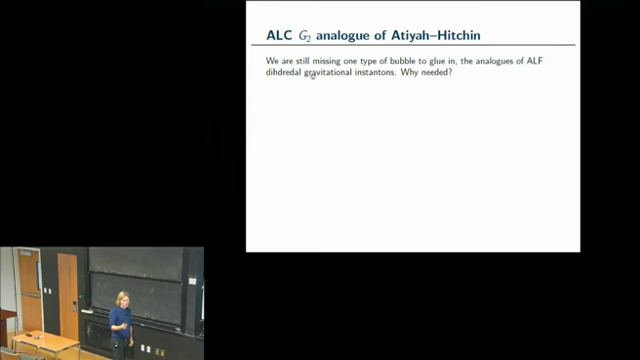 ALC G₂ analogue of Atiyah–Hitchin
We are still missing one type of bubble to glue in, the analogues of ALF
dihdredal gravitational instantons. Why needed?